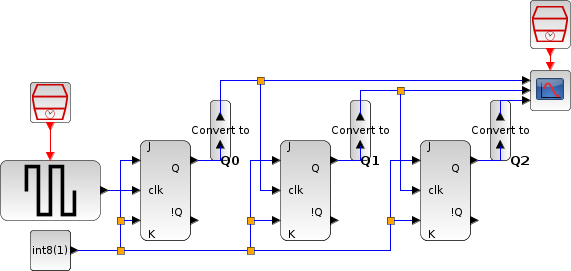 Convert to
Convert to
Convert to
J
Q
clk
!Q
K
Q0
J
Q
clk
!Q
K
Q1
J
Q
clk
!Q
K
Q2
int8(1)